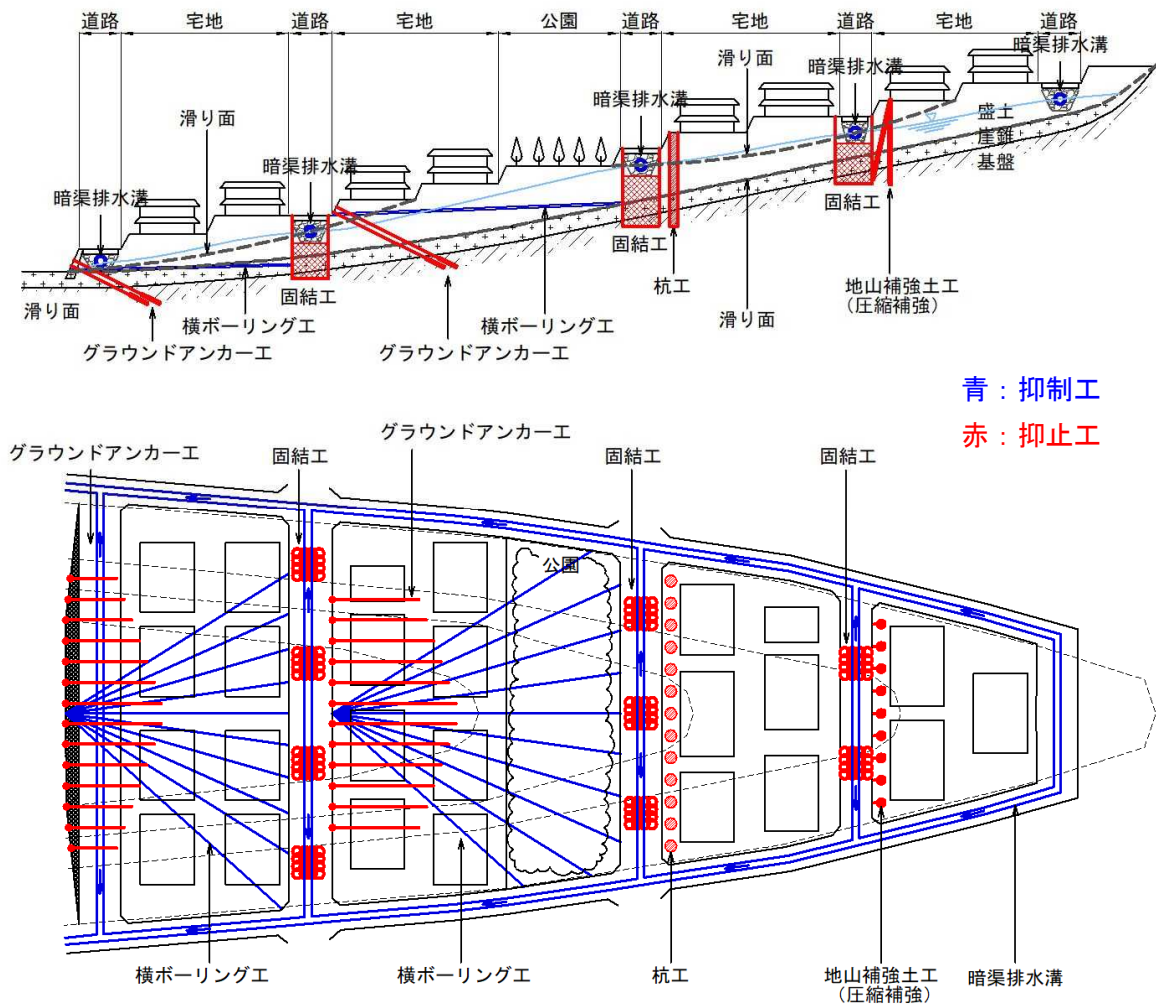 道路 宅地 道路 宅地 公園 道路 宅地 道路 宅地 道路
滑り面 暗渠排水溝 暗渠排水溝
滑り面 暗渠排水溝
暗渠排水溝
暗渠排水溝
盛土
崖錐
基盤
固結工
固結工
固結工
杭工
地山補強土工
(圧縮補強)
滑り面
横ボーリング工
横ボーリング工
滑り面
グラウンドアンカー工
グラウンドアンカー工
青：抑制工
赤：抑止工
グラウンドアンカー工
固結工
グラウンドアンカー工
固結工
固結工
公園
横ボーリング工
横ボーリング工
杭工
地山補強土工
(圧縮補強)
暗渠排水溝